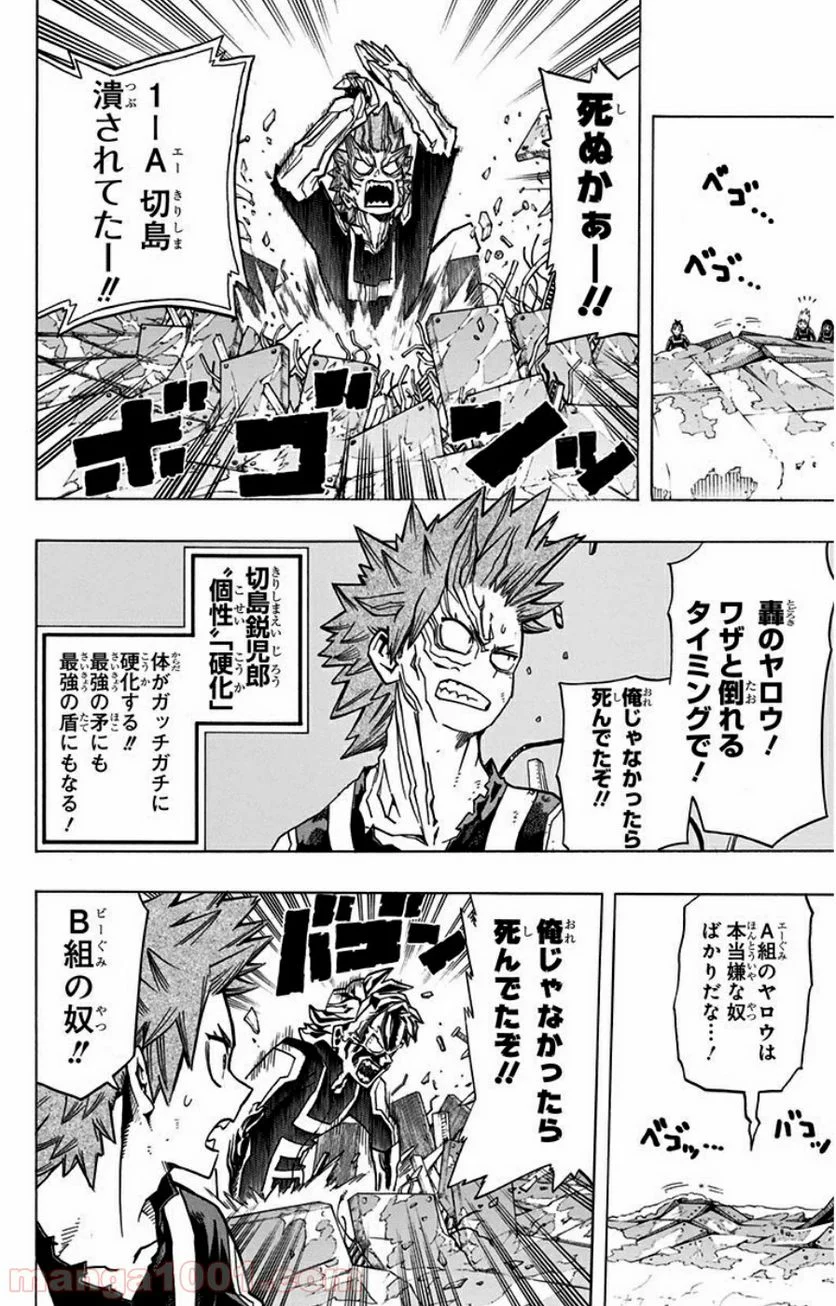 ベゴ…
ベゴッ…
死ぬかぁー!!
1-A 切島
潰されてたー!!
ボゴンッ
轟のヤロウ!
ワザと倒れる
タイミングで!
俺じゃなかったら
死んでたぞ!!
切島鋭児郎
“個性”「硬化」
体がガッチガチに
硬化する!!
最強の矛にも
最強の盾にもなる!
A組のヤロウは
本当嫌な奴
ばかりだな…!
バコ
ベゴッ…
俺じゃなかったら
死んでたぞ!!
バゴン
B組の奴!!
manga1001.com